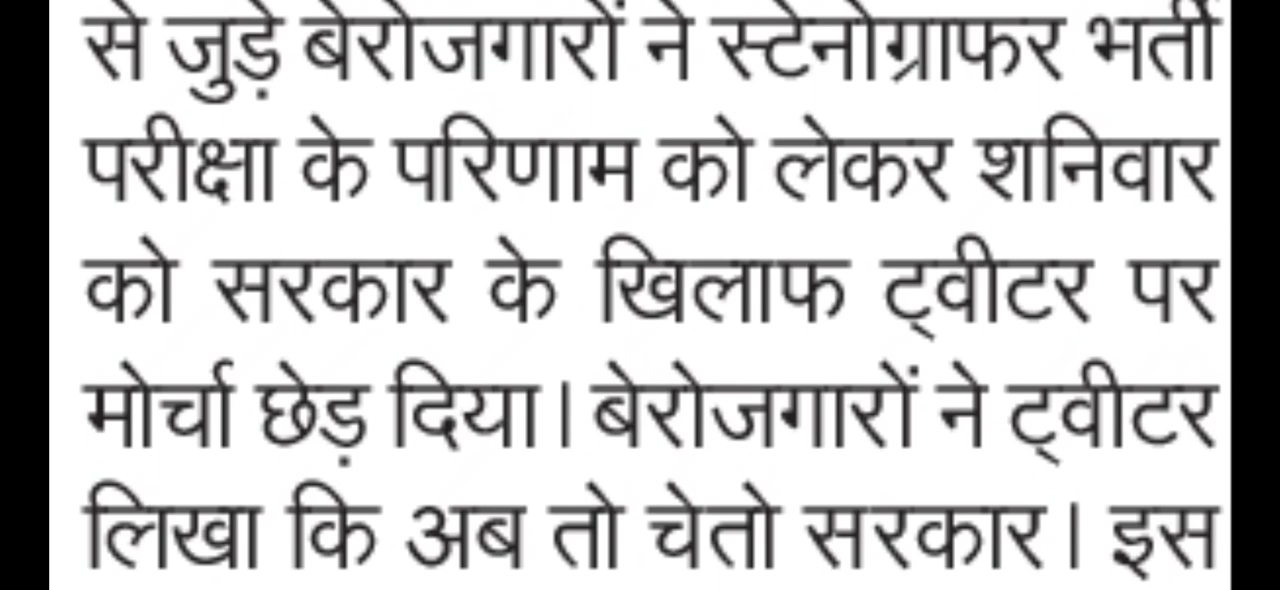 से जुड़े बेरोजगारों ने स्टेनोग्राफर भर्ती
परीक्षा के परिणाम को लेकर शनिवार
को सरकार के खिलाफ ट्वीटर पर
मोर्चा छेड़ दिया। बेरोजगारों ने ट्वीटर
लिखा कि अब तो चेतो सरकार। इस